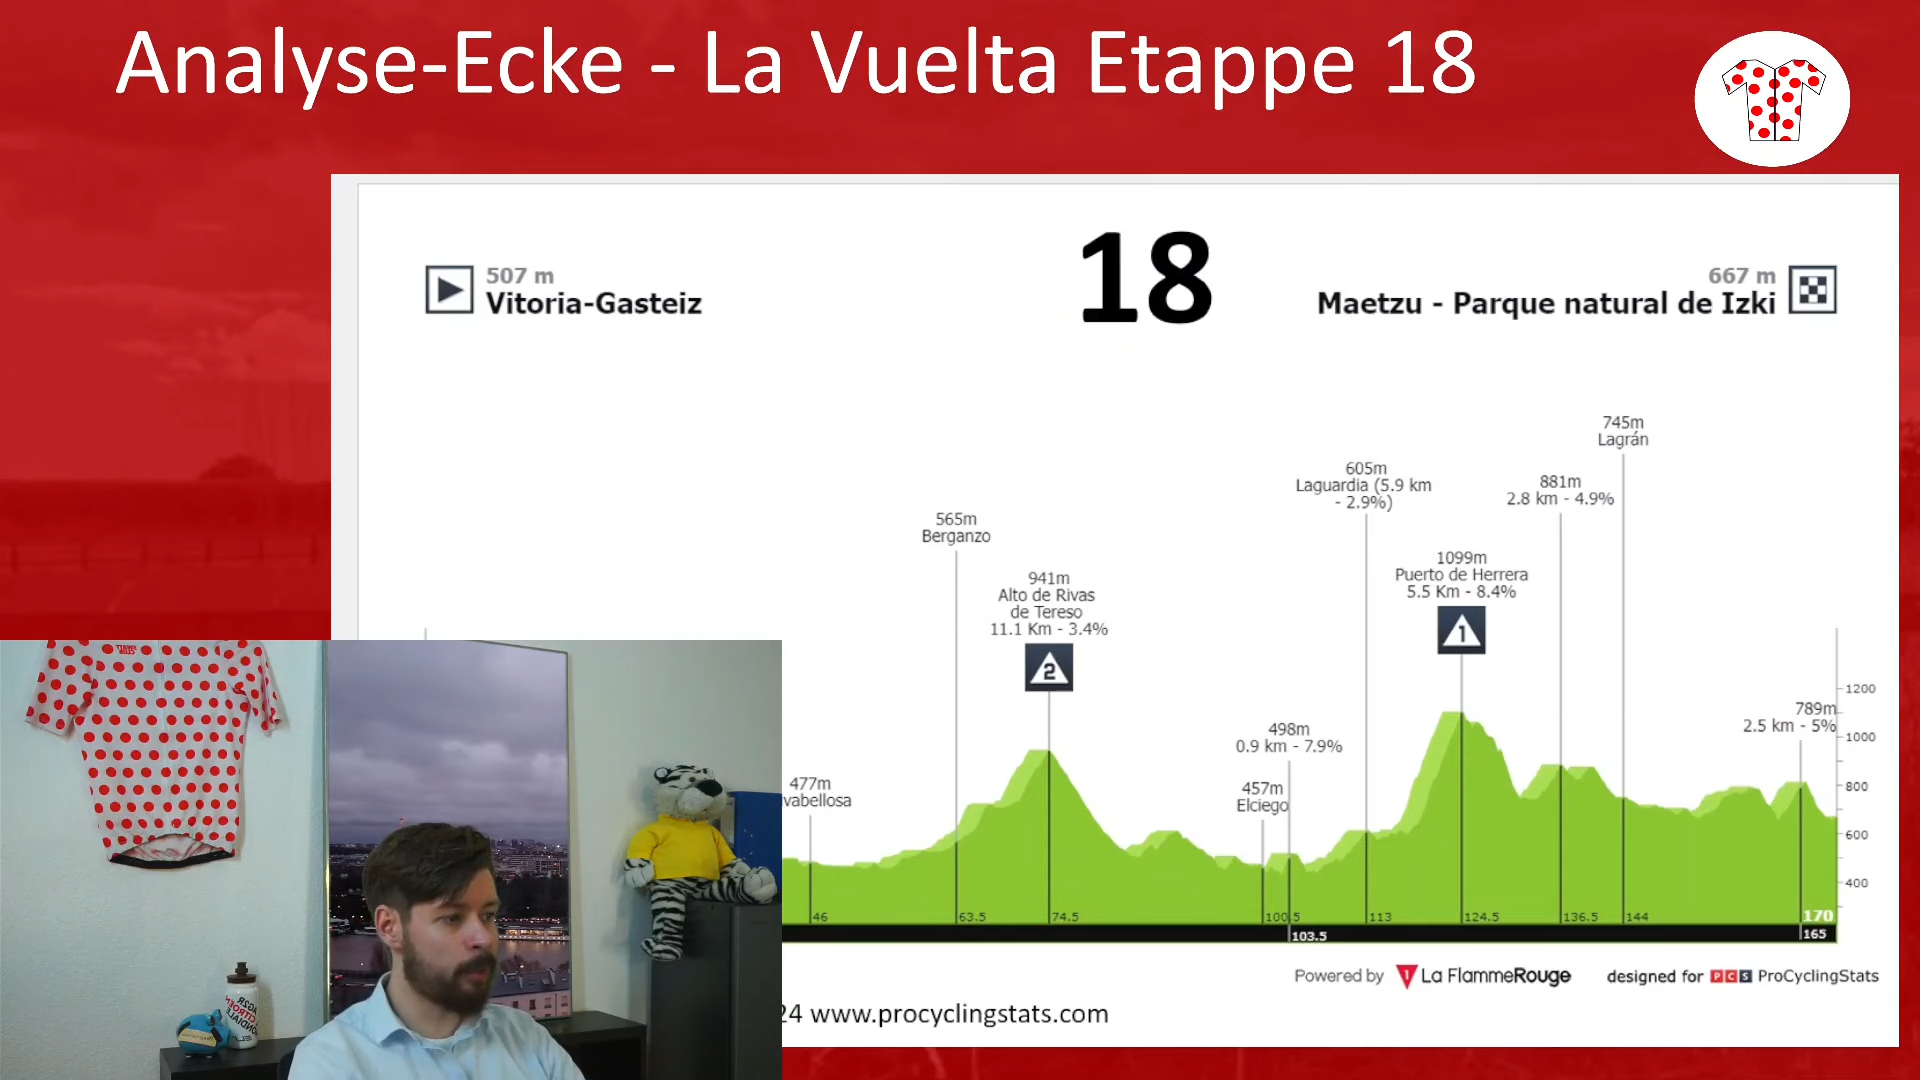 Analyse-Ecke - La Vuelta Etappe 18
507 m
Vitoria-Gasteiz
18
667 m
Maetzu - Parque natural de Izki
745m
Lagrán
605m
Laguardia (5.9 km
- 2.9%)
881m
2.8 km - 4.9%
565m
Berganzo
1099m
Puerto de Herrera
5.5 Km - 8.4%
1
941m
Alto de Rivas
de Tereso
11.1 Km - 3.4%
2
789m
2.5 km - 5%
498m
0.9 km - 7.9%
477m
vabellosa
457m
Elciego
1200
1000
800
600
400
46
63.5
74.5
100.5
113
124.5
136.5
144
170
103.5
165
Powered by 1 La FlammeRouge
designed for PCS ProCyclingStats
24 www.procyclingstats.com